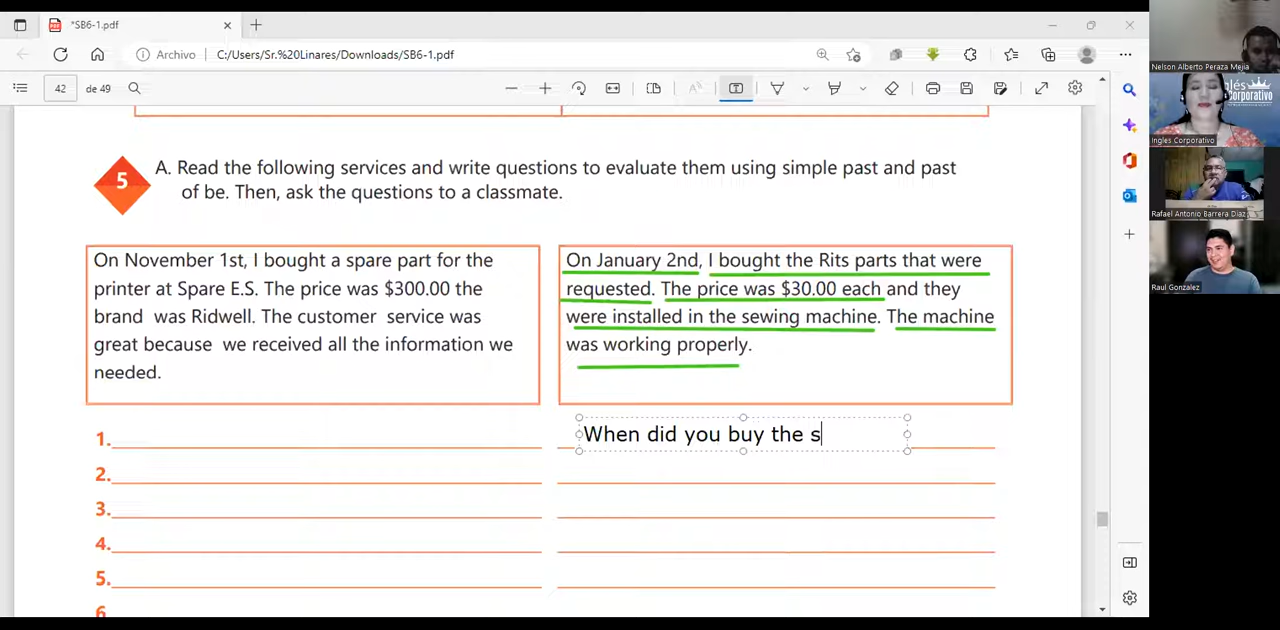 *SB6-1.pdf
Archivo
C:/Users/Sr.%20Linares/Downloads/SB6-1.pdf
42 de 49
5
A. Read the following services and write questions to evaluate them using simple past and past
of be. Then, ask the questions to a classmate.
On November 1st, I bought a spare part for the
printer at Spare E.S. The price was $300.00 the
brand was Ridwell. The customer service was
great because we received all the information we
needed.
On January 2nd, I bought the Rits parts that were
requested. The price was $30.00 each and they
were installed in the sewing machine. The machine
was working properly.
When did you buy the s
1.
2.
3.
4.
5.
6.
Nelson Alberto Peraza Mejia
glés
Corporativo
Ingles Corporativo
Rafael Antonio Barrera Diaz
Raul Gonzalez